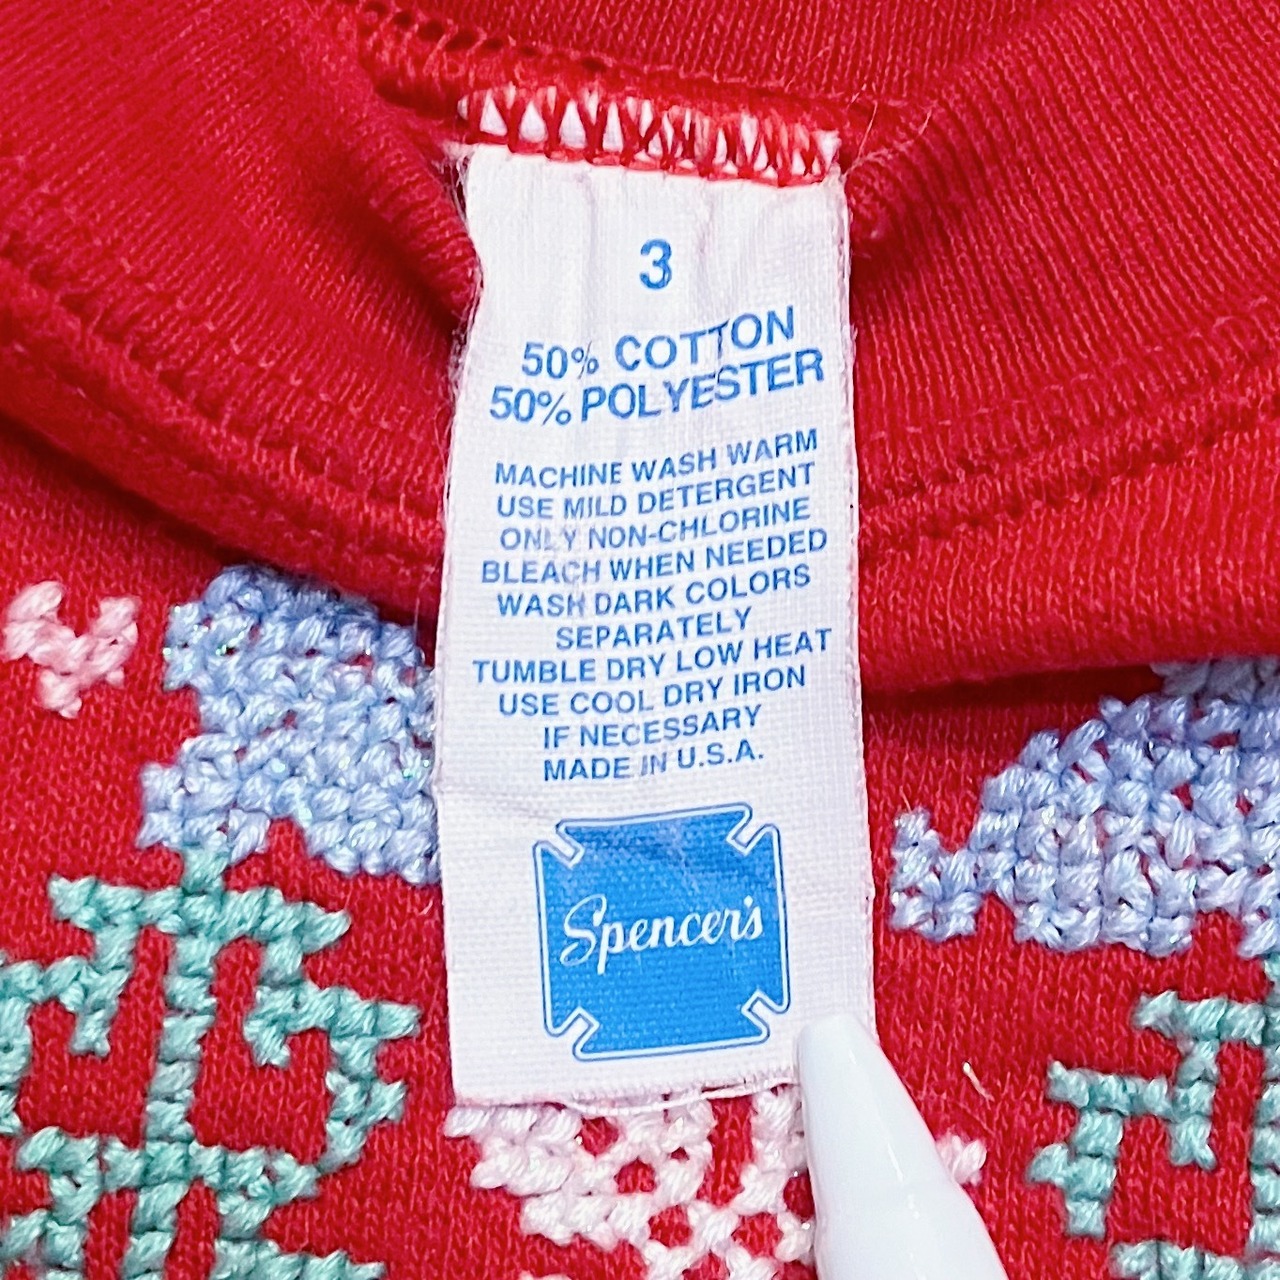 3
50% COTTON
50% POLYESTER
MACHINE WASH WARM
USE MILD DETERGENT
ONLY NON-CHLORINE
BLEACH WHEN NEEDED
WASH DARK COLORS
SEPARATELY
TUMBLE DRY LOW HEAT
USE COOL DRY IRON
IF NECESSARY
MADE IN U.S.A.
Spencer's